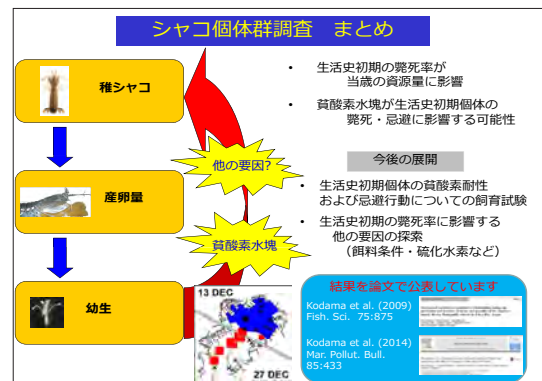 シャコ個体群調査　まとめ
稚シャコ
産卵量
幼生
他の要因?
貧酸素水塊
13 DEC
27 DEC
• 生活史初期の斃死率が
当歳の資源量に影響
• 貧酸素水塊が生活史初期個体の
斃死・忌避に影響する可能性
今後の展開
• 生活史初期個体の貧酸素耐性
および忌避行動についての飼育試験
• 生活史初期の斃死率に影響する
他の要因の探索
（餌料条件・硫化水素など）
結果を論文で公表しています
Kodama et al. (2009)
Fish. Sci.  75:875
Kodama et al. (2014)
Mar. Pollut. Bull.
85:433